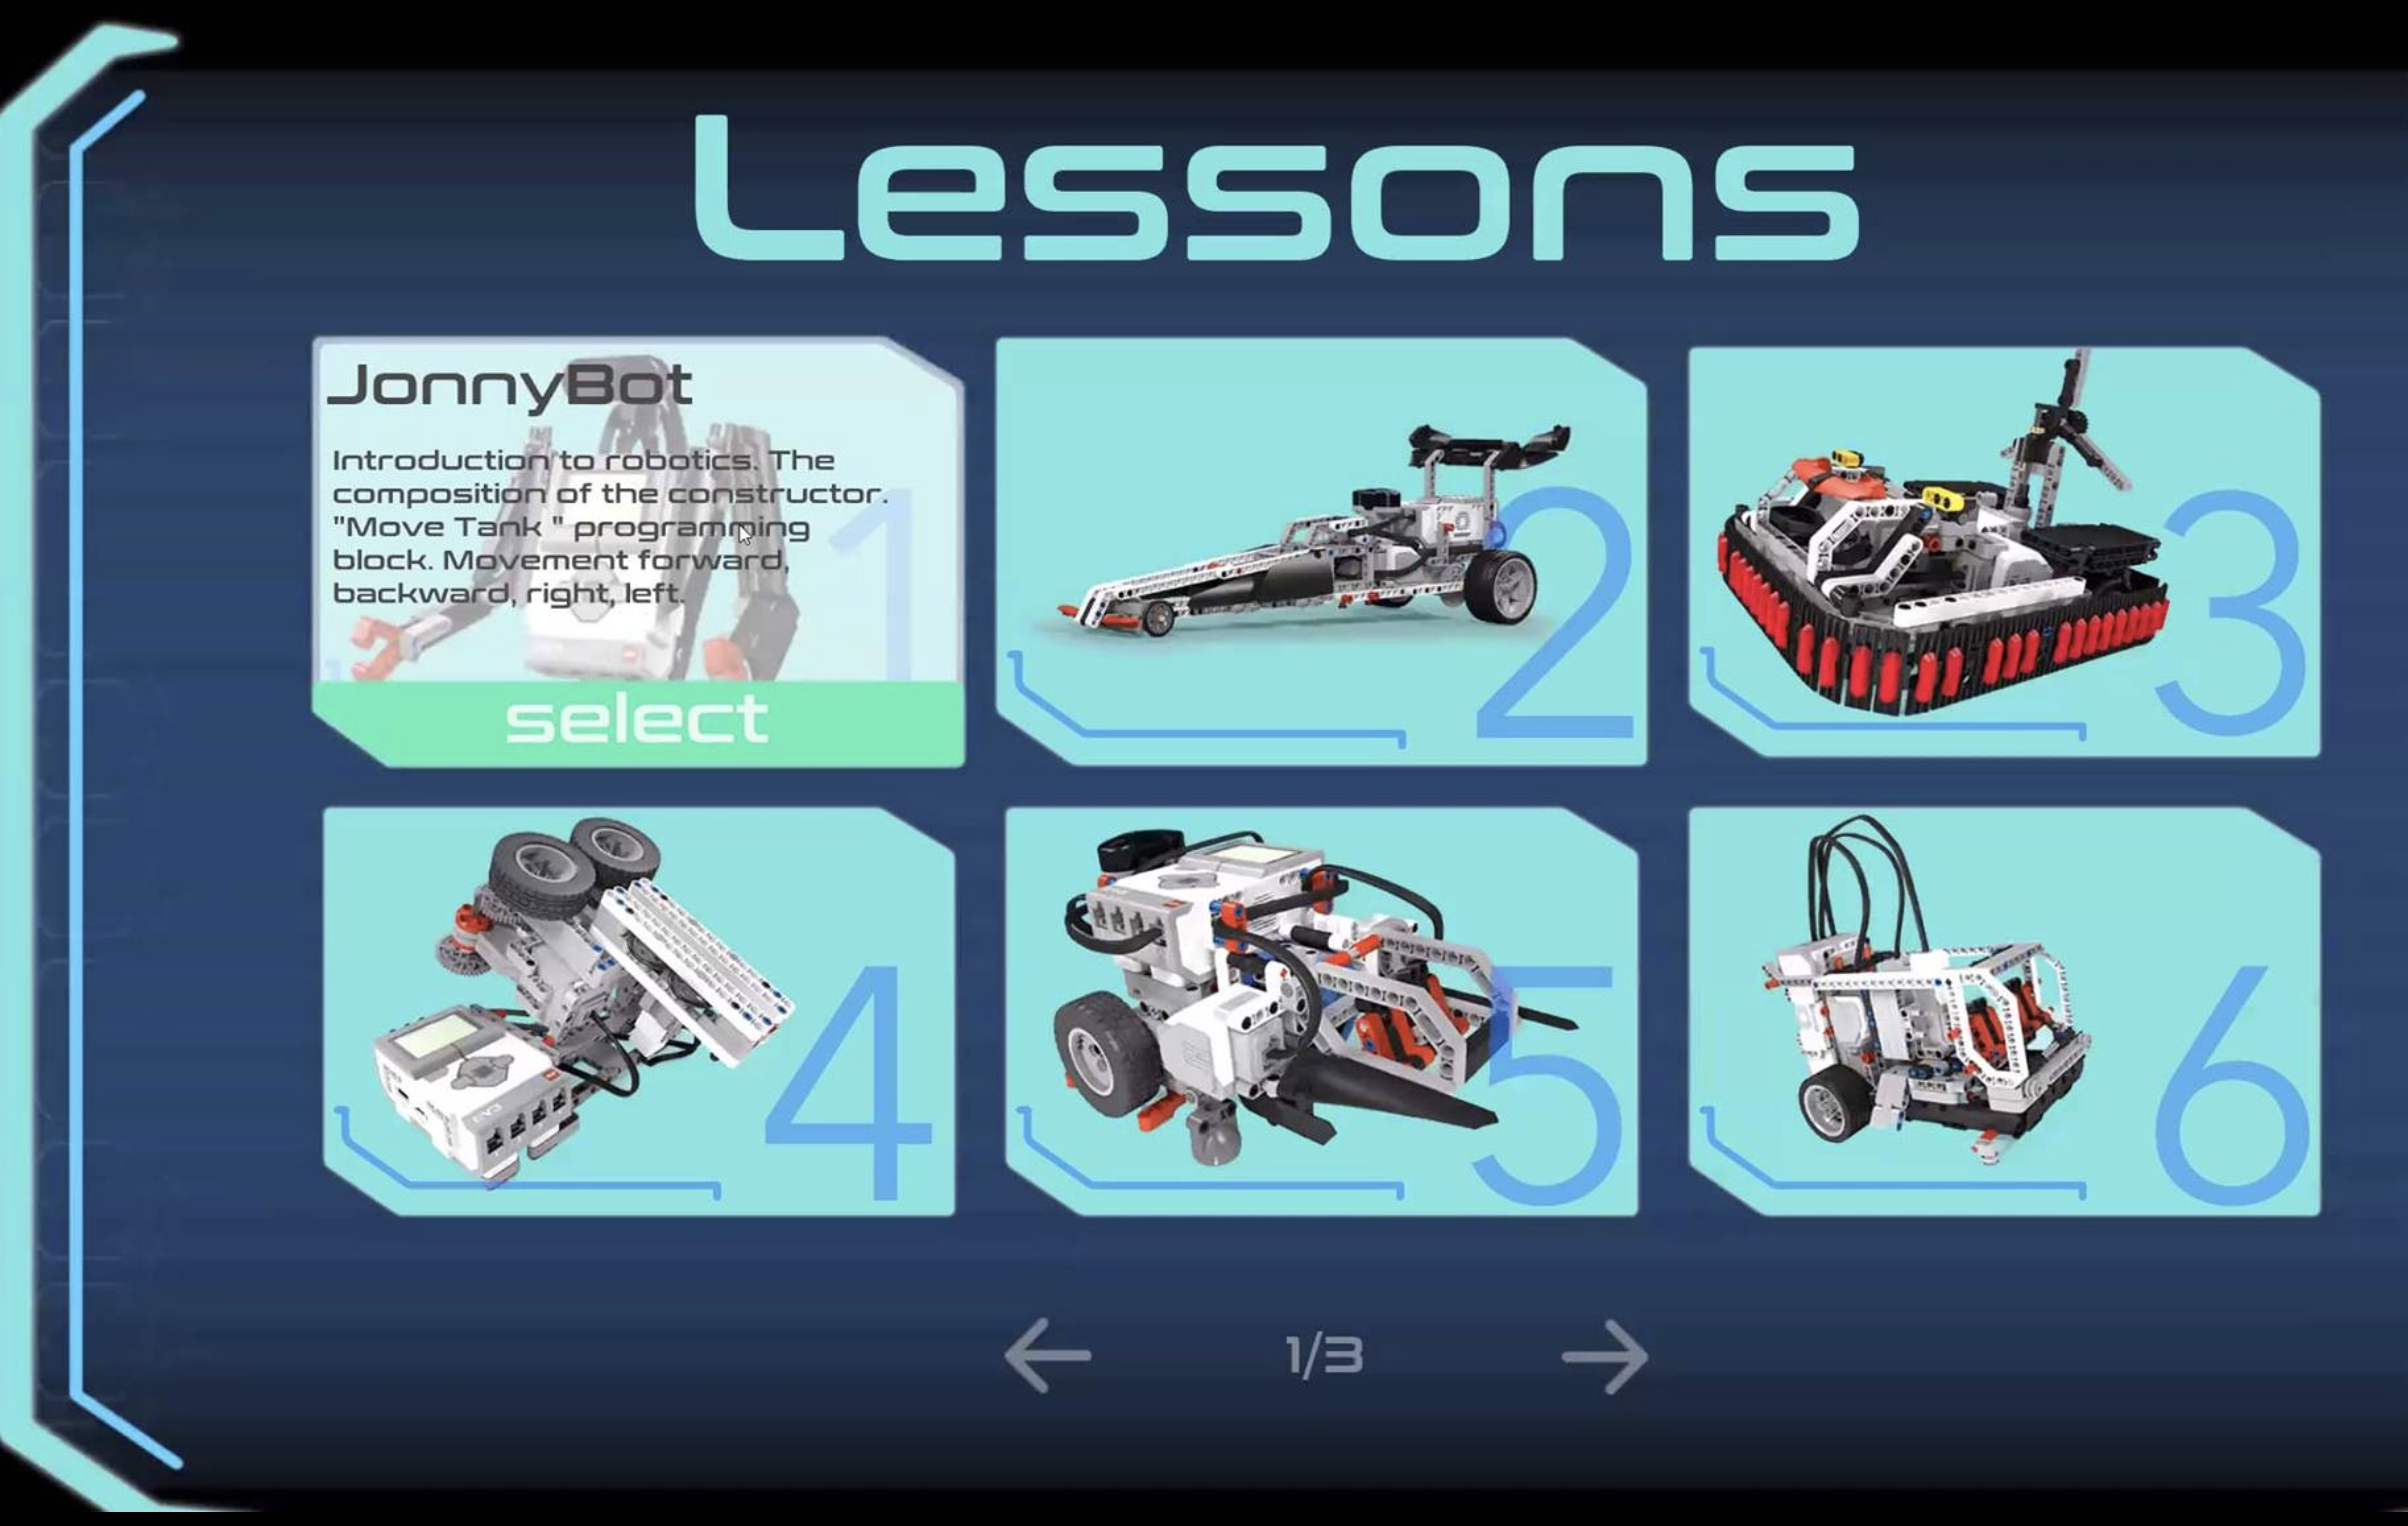 Lessons
JonnyBot
Introduction to robotics. The
composition of the constructor.
"Move Tank " programming
block. Movement forward,
backward, right, left.
1
select
2
3
4
EV3
5
6
1/3